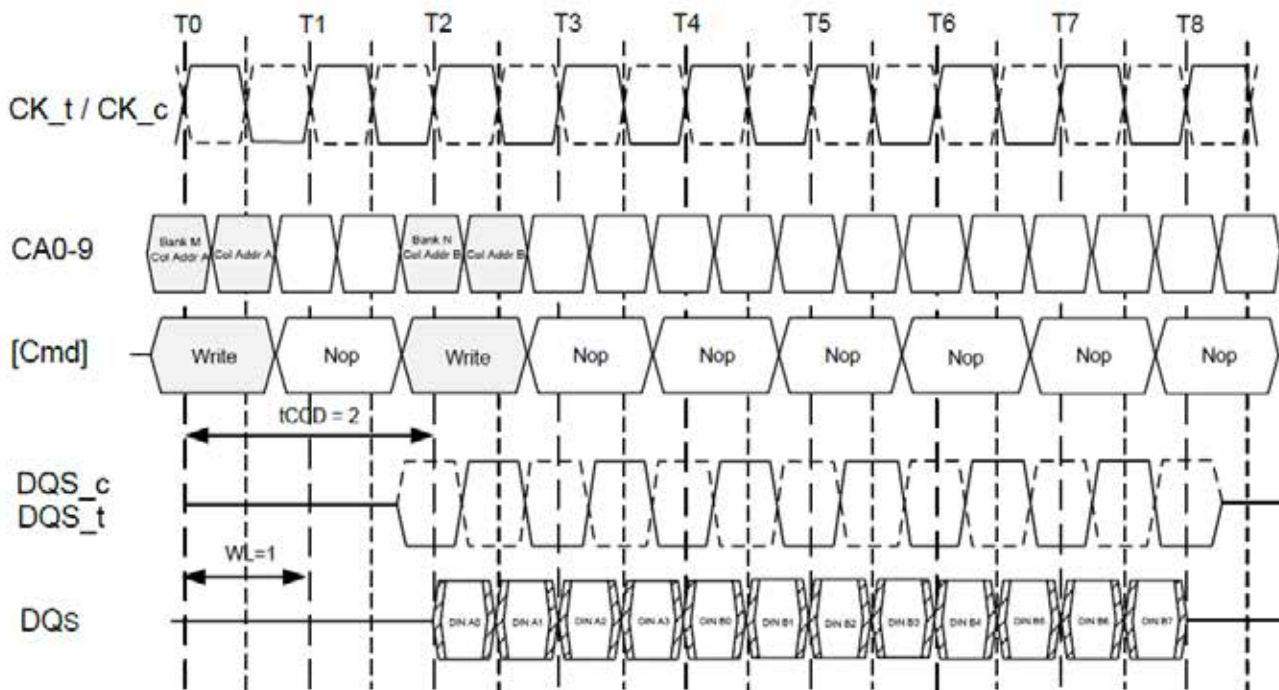 T0 T1 T2 T3 T4 T5 T6 T7 T8
CK_t / CK_c
CA0-9
Bank M
Col Addr A
Col Addr A
Bank N
Col Addr B
Col Addr B
[Cmd]
Write Nop Write Nop Nop Nop Nop Nop Nop
tCCD = 2
DQS_c
DQS_t
WL=1
DQs
DIN A0 DIN A1 DIN A2 DIN A3 DIN B0 DIN B1 DIN B2 DIN B3 DIN B4 DIN B5 DIN B6 DIN B7